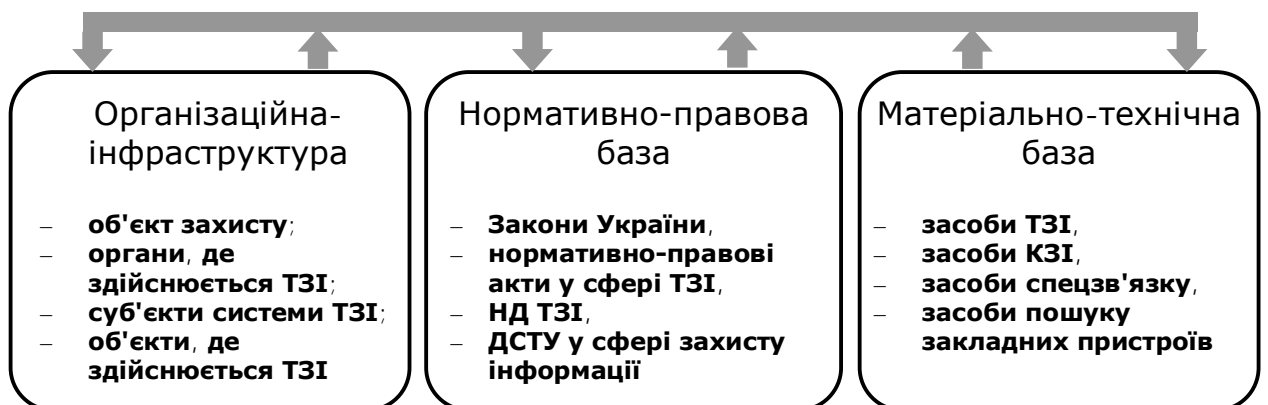 Організаційна-
інфраструктура
– об'єкт захисту;
– органи, де
здійснюється ТЗІ;
– суб'єкти системи ТЗІ;
– об'єкти, де
здійснюється ТЗІ
Нормативно-правова
база
– Закони України,
– нормативно-правові
акти у сфері ТЗІ,
– НД ТЗІ,
– ДСТУ у сфері захисту
інформації
Матеріально-технічна
база
– засоби ТЗІ,
– засоби КЗІ,
– засоби спецзв'язку,
– засоби пошуку
закладних пристроїв